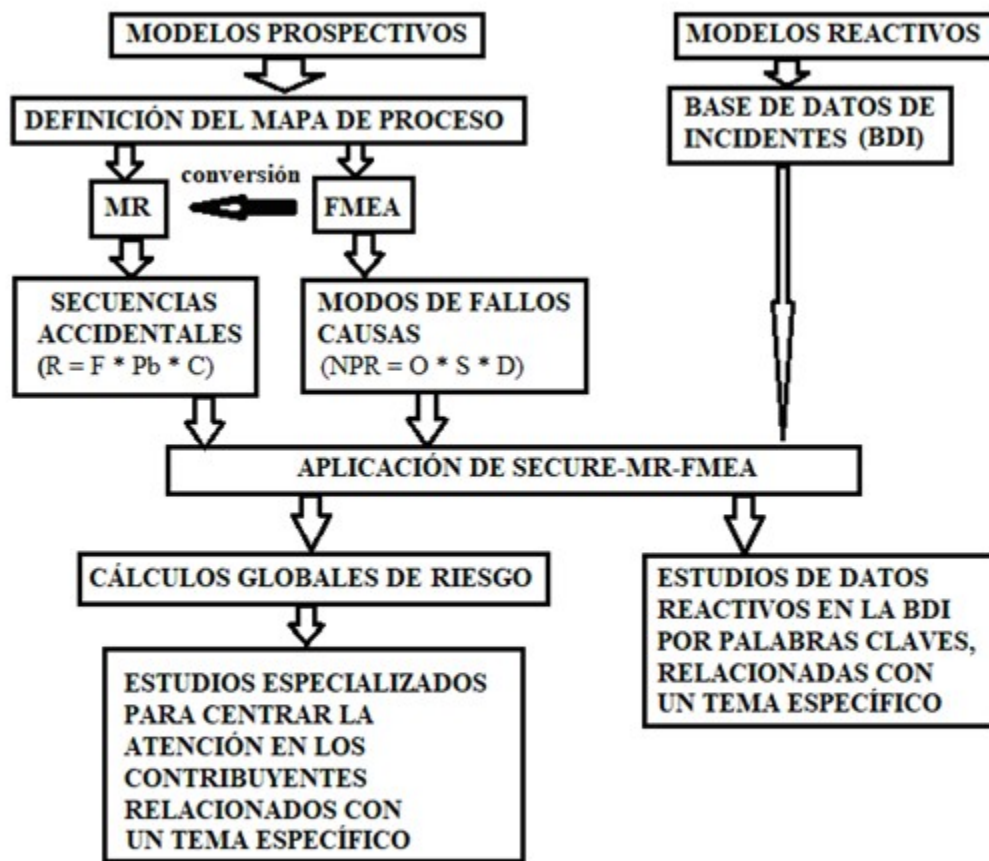 MODELOS PROSPECTIVOS
MODELOS REACTIVOS
DEFINICIÓN DEL MAPA DE PROCESO
BASE DE DATOS DE
INCIDENTES (BDI)
conversión
MR
FMEA
SECUENCIAS
ACCIDENTALES
(R = F * Pb * C)
MODOS DE FALLOS
CAUSAS
(NPR = O * S * D)
APLICACIÓN DE SECURE-MR-FMEA
CÁLCULOS GLOBALES DE RIESGO
ESTUDIOS DE DATOS
REACTIVOS EN LA BDI
POR PALABRAS CLAVES,
RELACIONADAS CON
UN TEMA ESPECÍFICO
ESTUDIOS ESPECIALIZADOS
PARA CENTRAR LA
ATENCIÓN EN LOS
CONTRIBUYENTES
RELACIONADOS CON
UN TEMA ESPECÍFICO